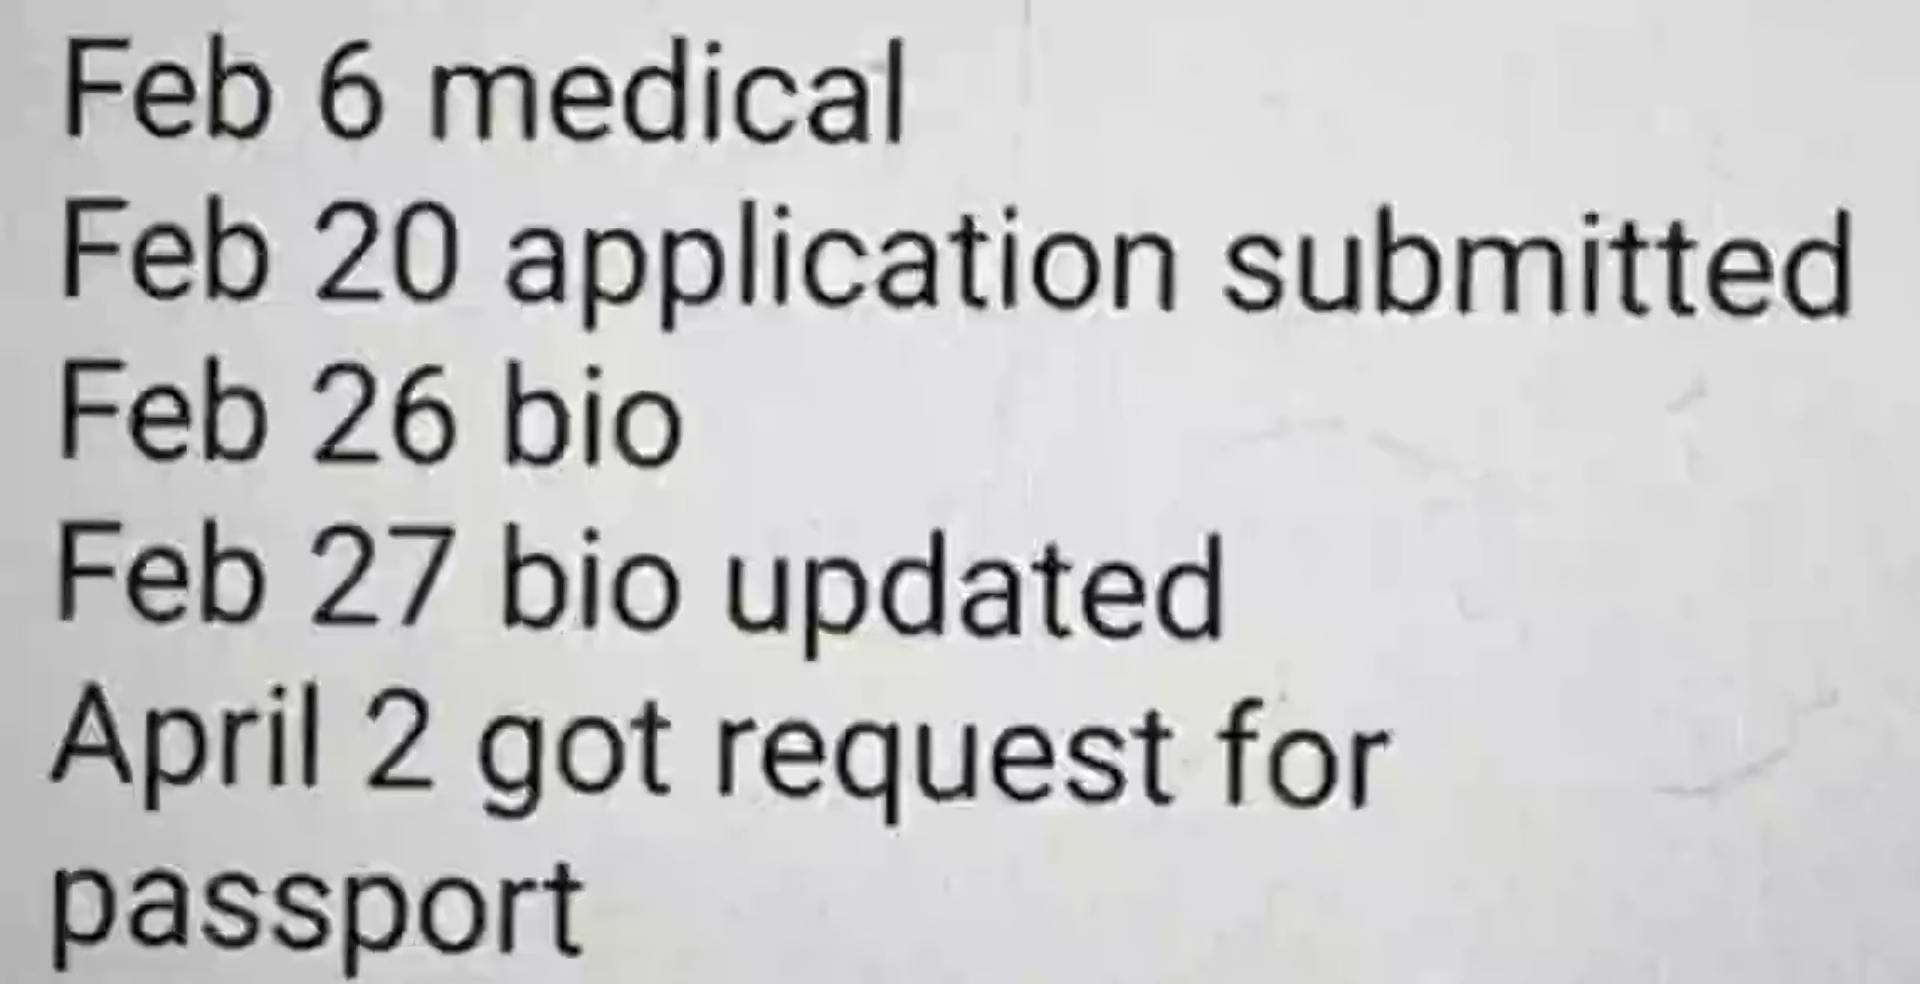 Feb 6 medical
Feb 20 application submitted
Feb 26 bio
Feb 27 bio updated
April 2 got request for
passport